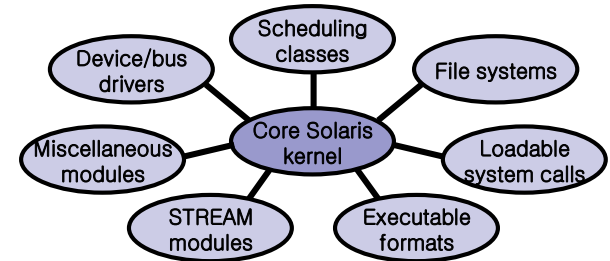 Scheduling
classes
Device/bus
drivers
File systems
Core Solaris
kernel
Miscellaneous
modules
Loadable
system calls
STREAM
modules
Executable
formats